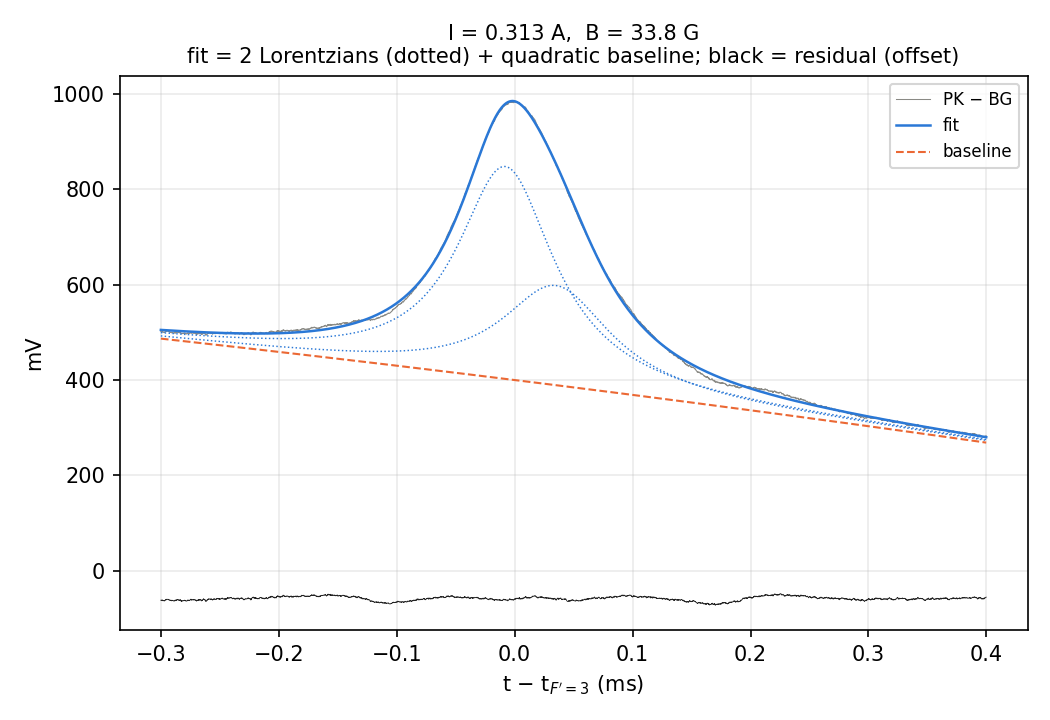 I = 0.313 A,  B = 33.8 G
fit = 2 Lorentzians (dotted) + quadratic baseline; black = residual (offset)
PK − BG
fit
baseline
1000
800
600
400
200
0
mV
−0.3 −0.2 −0.1 0.0 0.1 0.2 0.3 0.4
t − t_{F′=3} (ms)